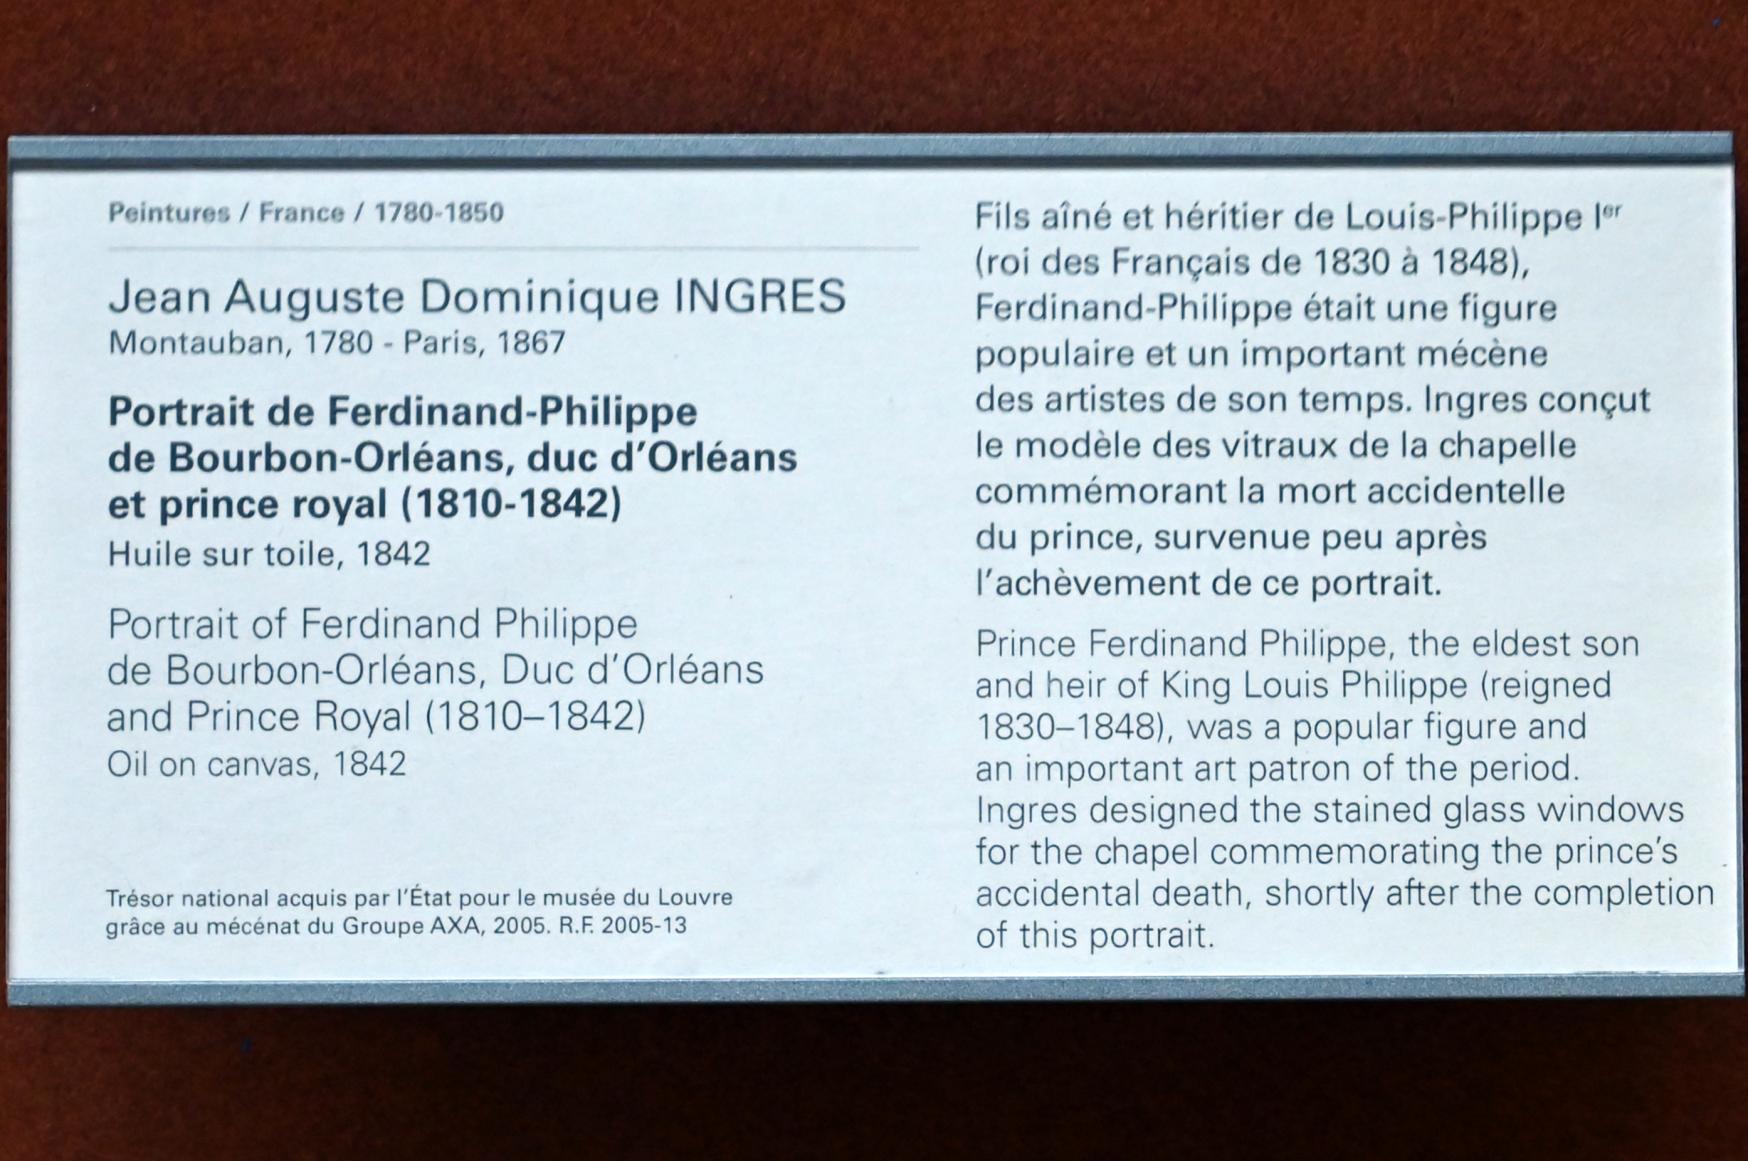 Peintures / France / 1780-1850
Jean Auguste Dominique INGRES
Montauban, 1780 - Paris, 1867
Portrait de Ferdinand-Philippe
de Bourbon-Orléans, duc d'Orléans
et prince royal (1810-1842)
Huile sur toile, 1842
Portrait of Ferdinand Philippe
de Bourbon-Orléans, Duc d'Orléans
and Prince Royal (1810–1842)
Oil on canvas, 1842
Trésor national acquis par l'État pour le musée du Louvre
grâce au mécénat du Groupe AXA, 2005. R.F. 2005-13
Fils aîné et héritier de Louis-Philippe Ier
(roi des Français de 1830 à 1848),
Ferdinand-Philippe était une figure
populaire et un important mécène
des artistes de son temps. Ingres conçut
le modèle des vitraux de la chapelle
commémorant la mort accidentelle
du prince, survenue peu après
l'achèvement de ce portrait.
Prince Ferdinand Philippe, the eldest son
and heir of King Louis Philippe (reigned
1830–1848), was a popular figure and
an important art patron of the period.
Ingres designed the stained glass windows
for the chapel commemorating the prince's
accidental death, shortly after the completion
of this portrait.